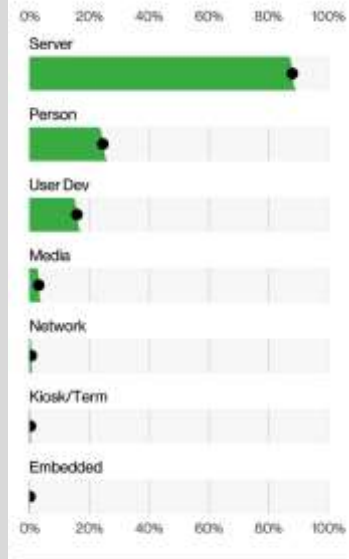 0% 20% 40% 60% 80% 100%
Server
Person
User Dev
Media
Network
Kiosk/Term
Embedded
0% 20% 40% 60% 80% 100%